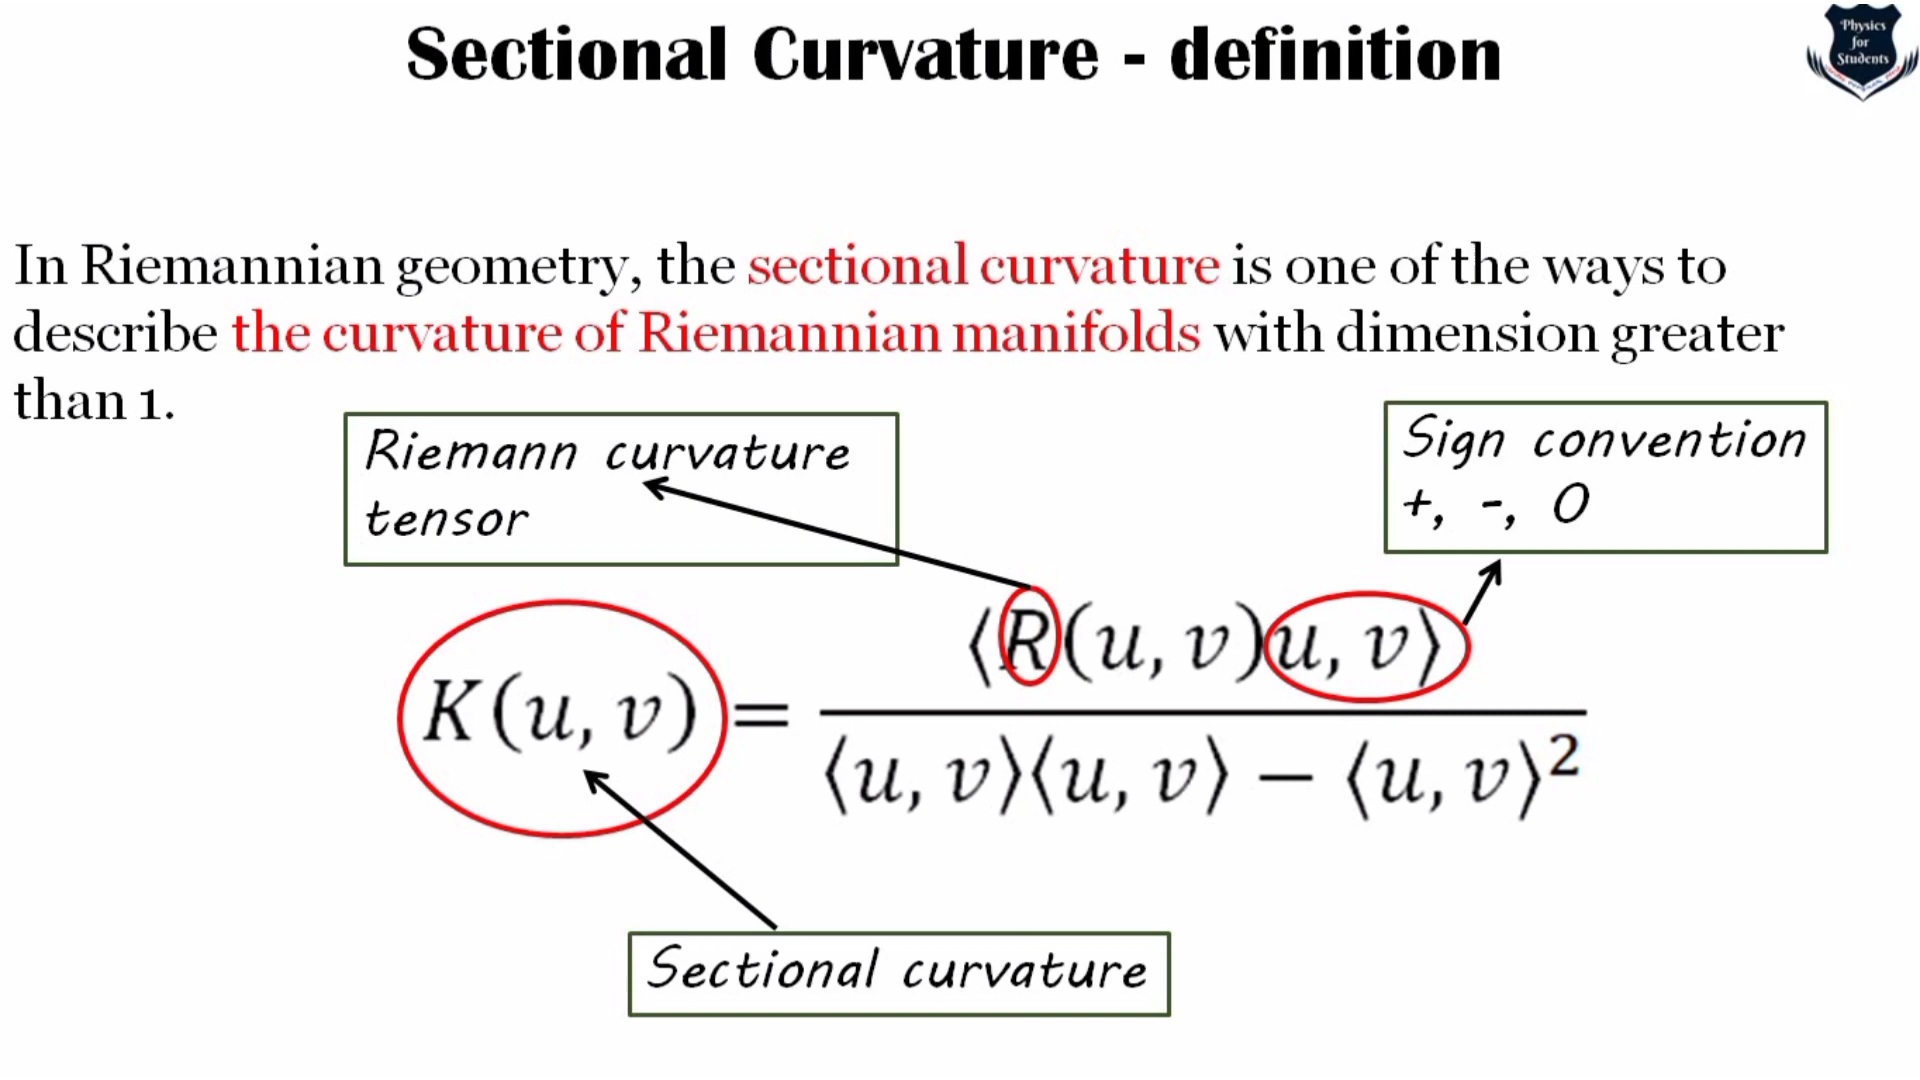 Sectional Curvature - definition
Physics
for
Students
In Riemannian geometry, the sectional curvature is one of the ways to
describe the curvature of Riemannian manifolds with dimension greater
than 1.
Riemann curvature
tensor
Sign convention
+, -, 0
K(u, v) = ⟨R(u, v)u, v⟩ / ⟨u, v⟩⟨u, v⟩ − ⟨u, v⟩²
Sectional curvature